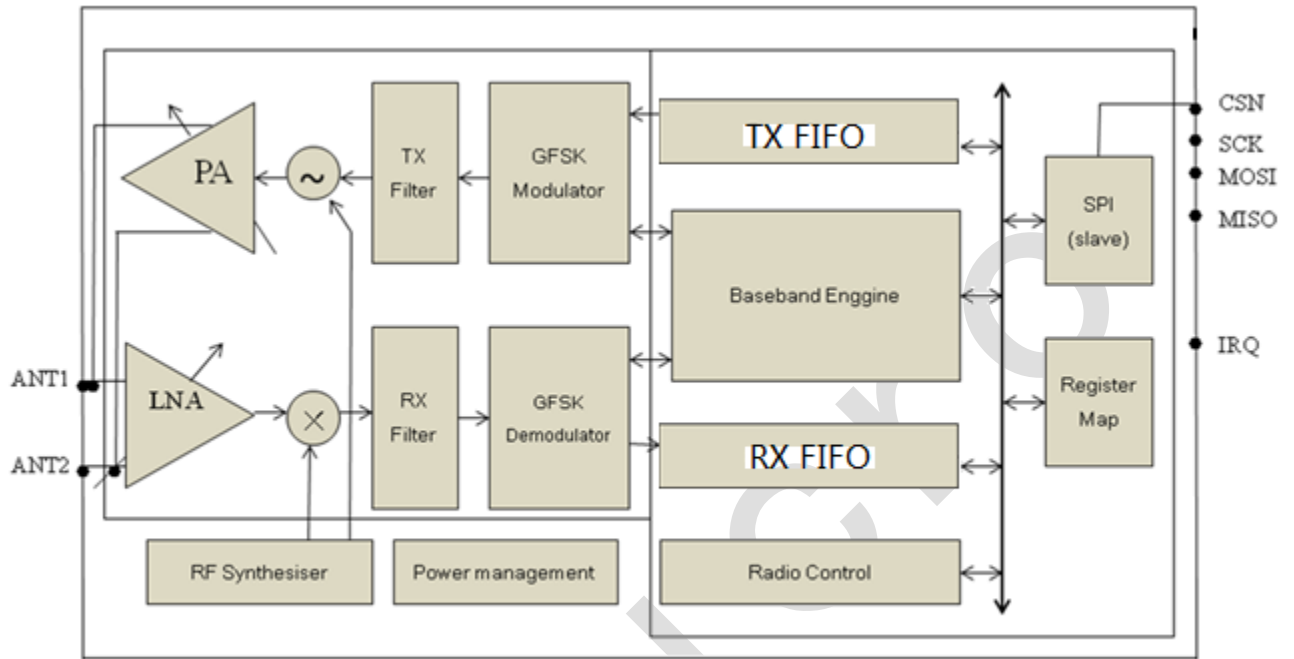 CSN
SCK
MOSI
MISO
IRQ
ANT1
ANT2
PA
~
TX
Filter
GFSK
Modulator
TX FIFO
SPI
(slave)
Baseband Enggine
LNA
RX
Filter
GFSK
Demodulator
RX FIFO
Register
Map
RF Synthesiser
Power management
Radio Control